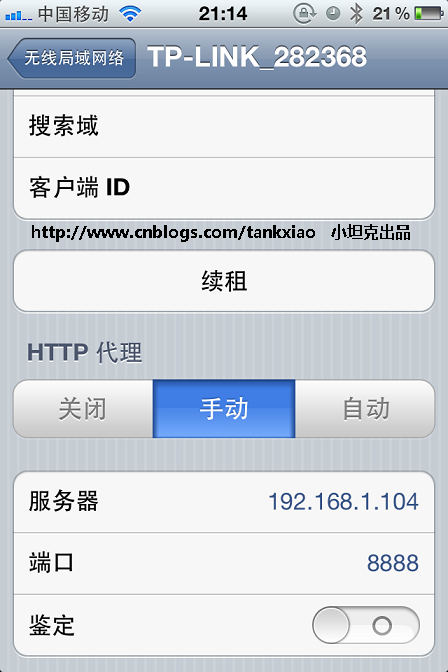 中国移动 21:14 21%
无线局域网络 TP-LINK_282368
搜索域
客户端 ID
http://www.cnblogs.com/tankxiao 小坦克出品
续租
HTTP 代理
关闭 手动 自动
服务器 192.168.1.104
端口 8888
鉴定